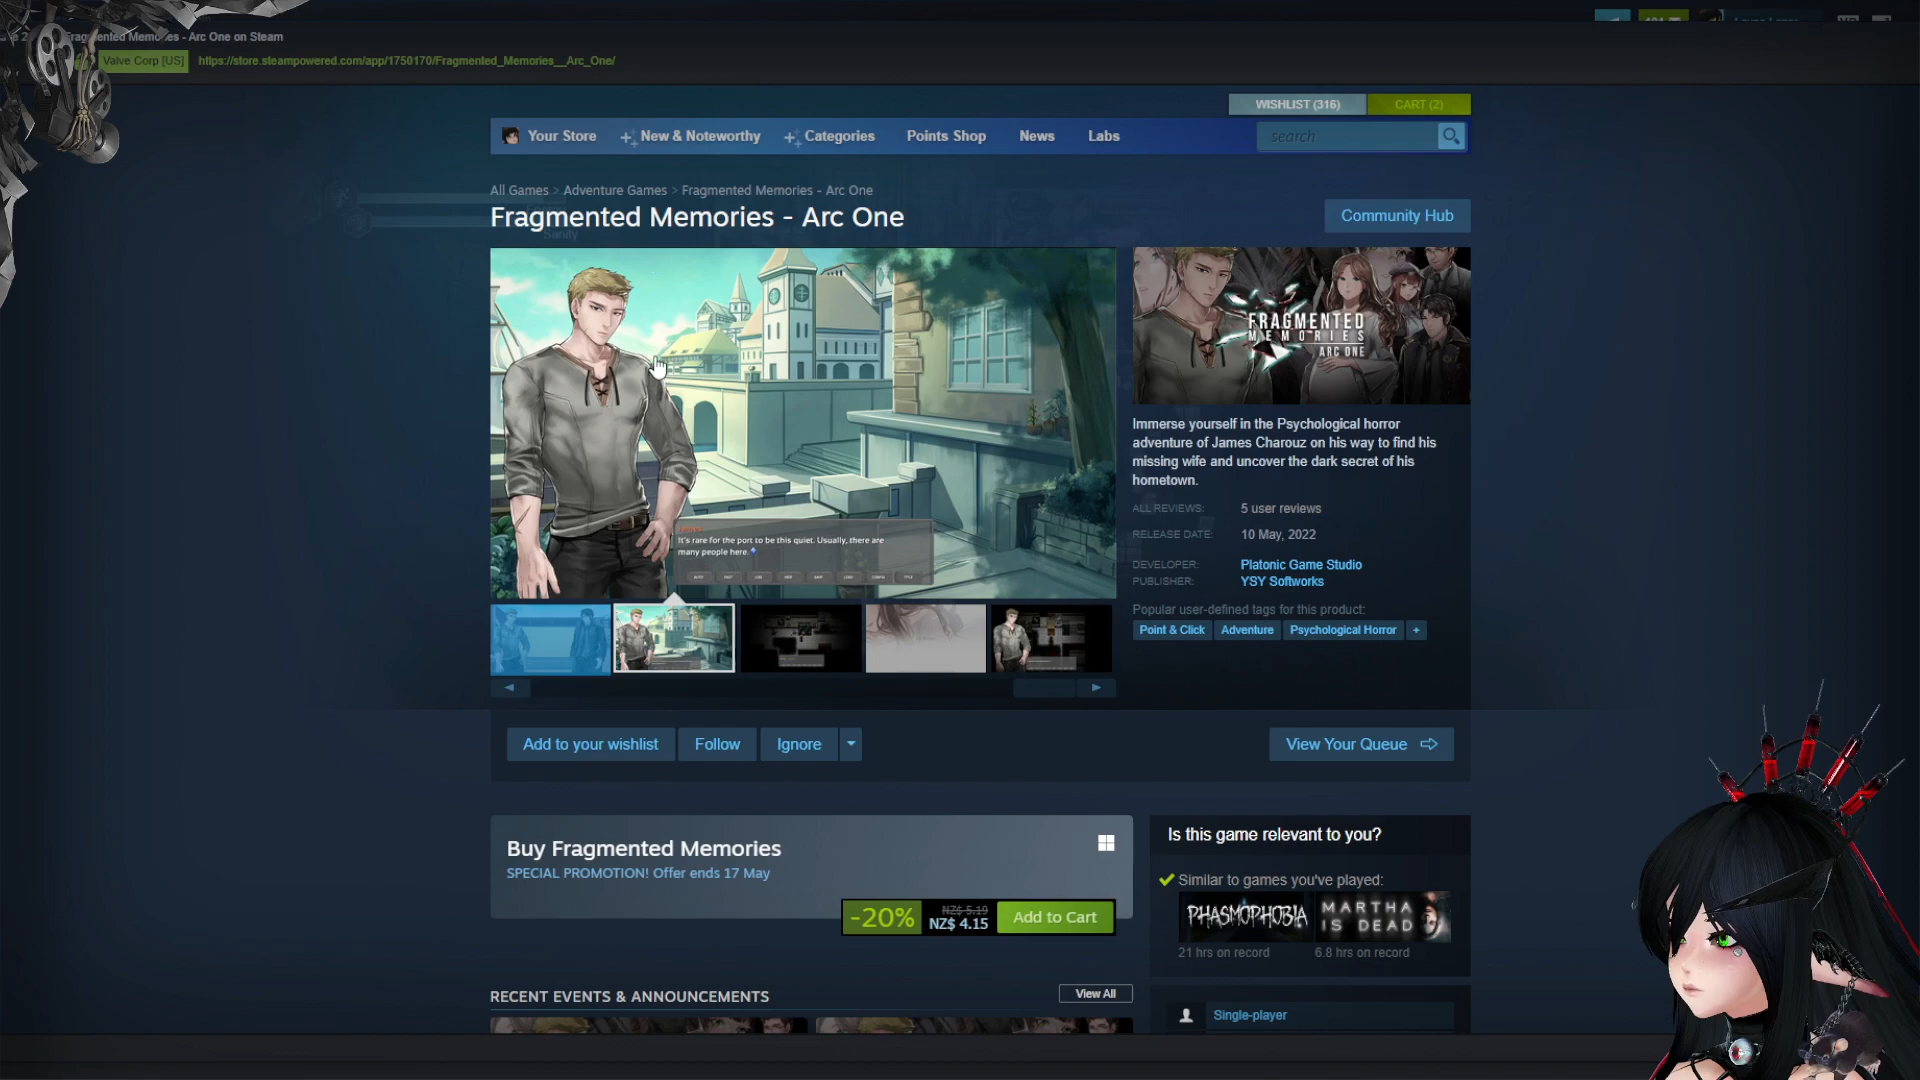 Fragmented Memories - Arc One on Steam
Valve Corp [US]
https://store.steampowered.com/app/1750170/Fragmented_Memories__Arc_One/
WISHLIST (316)
CART (2)
Your Store
New & Noteworthy
Categories
Points Shop
News
Labs
search
All Games > Adventure Games > Fragmented Memories - Arc One
Fragmented Memories - Arc One
Community Hub
Sanity
FRAGMENTED
MEMORIES
ARC ONE
Immerse yourself in the Psychological horror
adventure of James Charouz on his way to find his
missing wife and uncover the dark secret of his
hometown.
ALL REVIEWS: 5 user reviews
RELEASE DATE: 10 May, 2022
DEVELOPER: Platonic Game Studio
PUBLISHER: YSY Softworks
Popular user-defined tags for this product:
Point & Click
Adventure
Psychological Horror
+
It's rare for the port to be this quiet. Usually, there are
many people here.
Add to your wishlist
Follow
Ignore
View Your Queue
Buy Fragmented Memories
SPECIAL PROMOTION! Offer ends 17 May
-20%
NZ$ 5.19
NZ$ 4.15
Add to Cart
Is this game relevant to you?
Similar to games you've played:
PHASMOPHOBIA
MARTHA
IS DEAD
21 hrs on record
6.8 hrs on record
RECENT EVENTS & ANNOUNCEMENTS
View All
Single-player